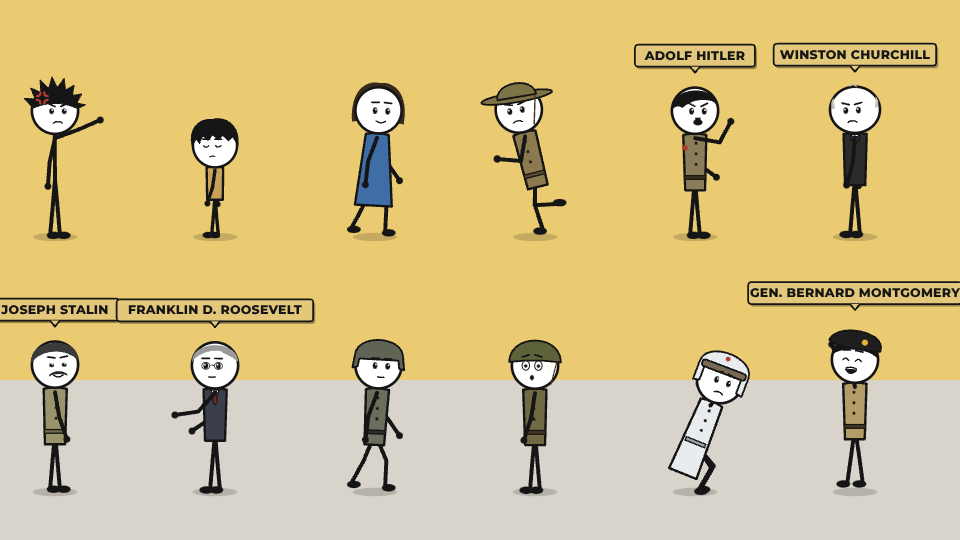 ADOLF HITLER
WINSTON CHURCHILL
JOSEPH STALIN
FRANKLIN D. ROOSEVELT
GEN. BERNARD MONTGOMERY